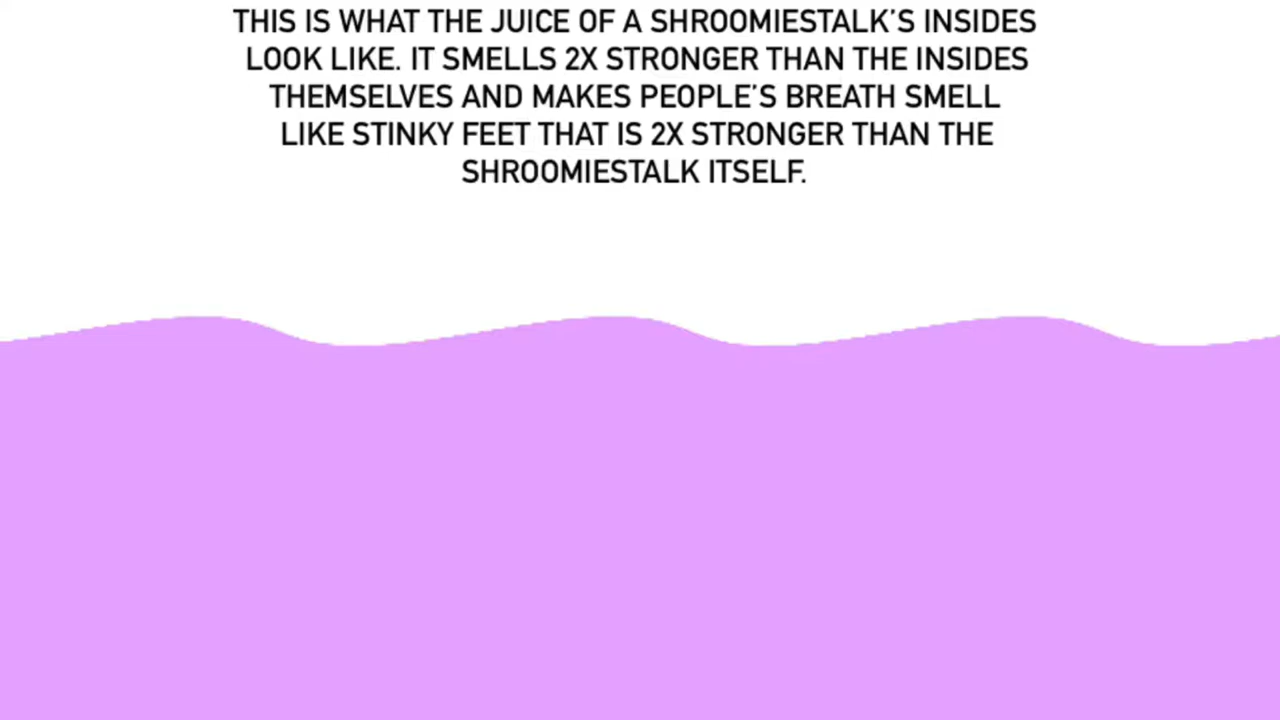 THIS IS WHAT THE JUICE OF A SHROOMIESTALK'S INSIDES
LOOK LIKE. IT SMELLS 2X STRONGER THAN THE INSIDES
THEMSELVES AND MAKES PEOPLE'S BREATH SMELL
LIKE STINKY FEET THAT IS 2X STRONGER THAN THE
SHROOMIESTALK ITSELF.